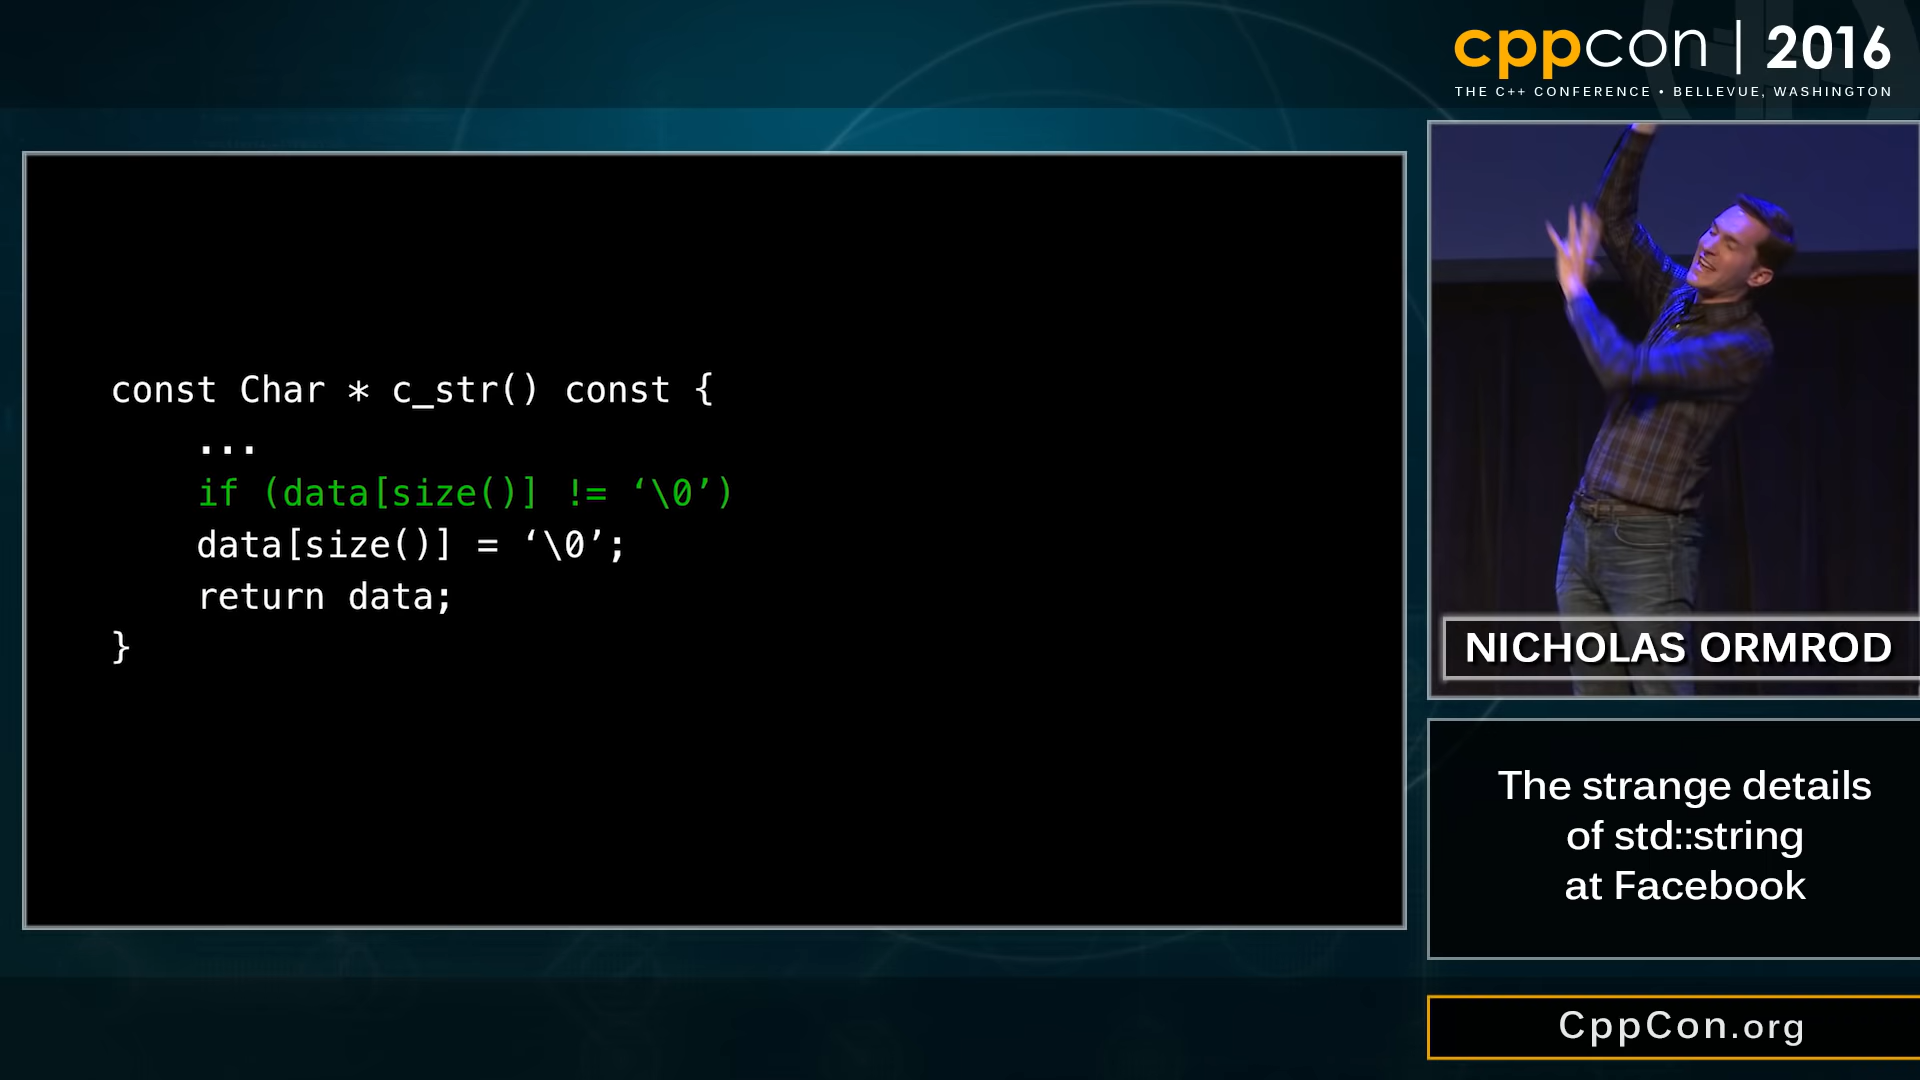 cppcon | 2016
THE C++ CONFERENCE • BELLEVUE, WASHINGTON
const Char * c_str() const {
...
if (data[size()] != ‘\0’)
data[size()] = ‘\0’;
return data;
}
NICHOLAS ORMROD
The strange details
of std::string
at Facebook
CppCon.org